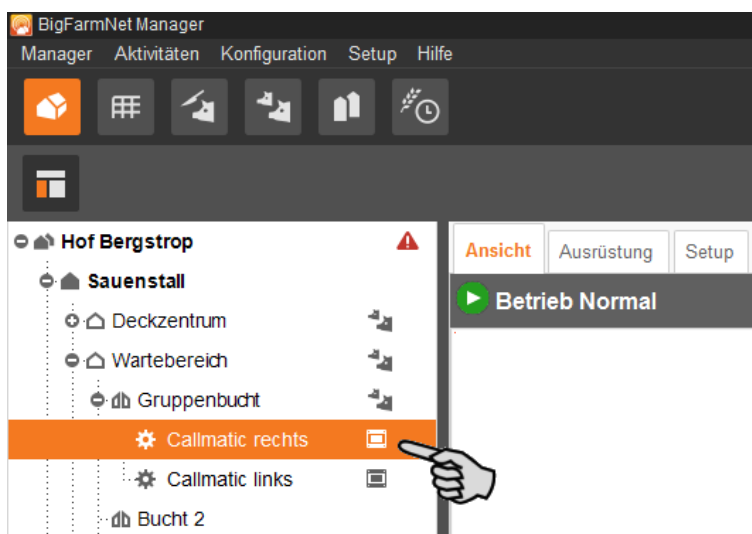 BigFarmNet Manager
Manager Aktivitäten Konfiguration Setup Hilfe
Hof Bergstrop
Sauenstall
Deckzentrum
Wartebereich
Gruppenbucht
Callmatic rechts
Callmatic links
Bucht 2
Ansicht Ausrüstung Setup
Betrieb Normal